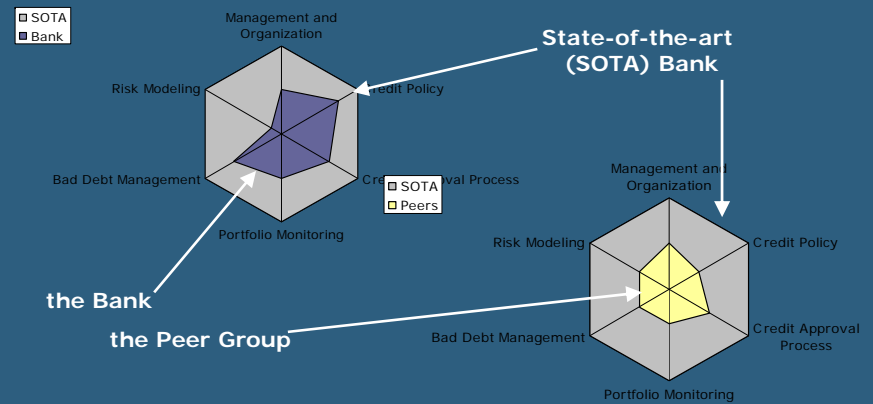 SOTA
Bank
Management and
Organization
State-of-the-art
(SOTA) Bank
Risk Modeling
Credit Policy
Bad Debt Management
SOTA
Peers
Management and
Organization
Portfolio Monitoring
Risk Modeling
Credit Policy
the Bank
the Peer Group
Bad Debt Management
Credit Approval
Process
Portfolio Monitoring